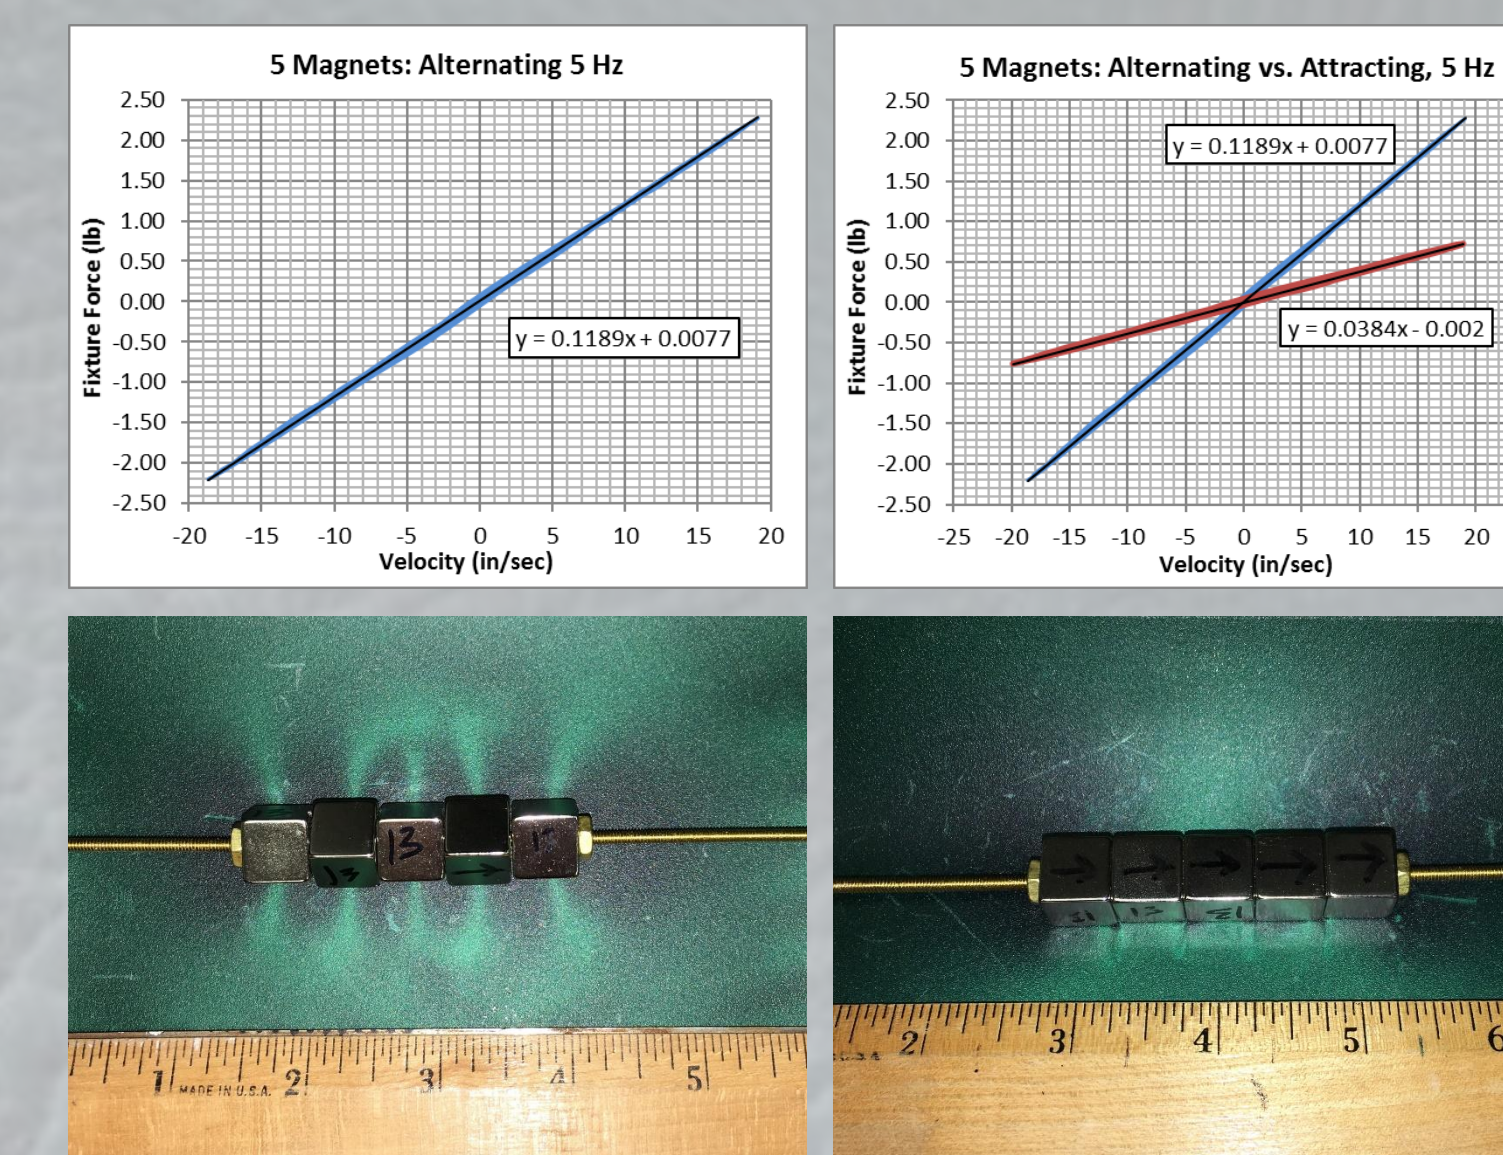 5 Magnets: Alternating 5 Hz
2.50
2.00
1.50
1.00
0.50
0.00
-0.50
-1.00
-1.50
-2.00
-2.50
Fixture Force (lb)
y = 0.1189x + 0.0077
-20 -15 -10 -5 0 5 10 15 20
Velocity (in/sec)
5 Magnets: Alternating vs. Attracting, 5 Hz
2.50
2.00
1.50
1.00
0.50
0.00
-0.50
-1.00
-1.50
-2.00
-2.50
Fixture Force (lb)
y = 0.1189x + 0.0077
y = 0.0384x - 0.002
-25 -20 -15 -10 -5 0 5 10 15 20
Velocity (in/sec)
13
13
1 2 3 4 5
MADE IN U.S.A.
2 3 4 5 6